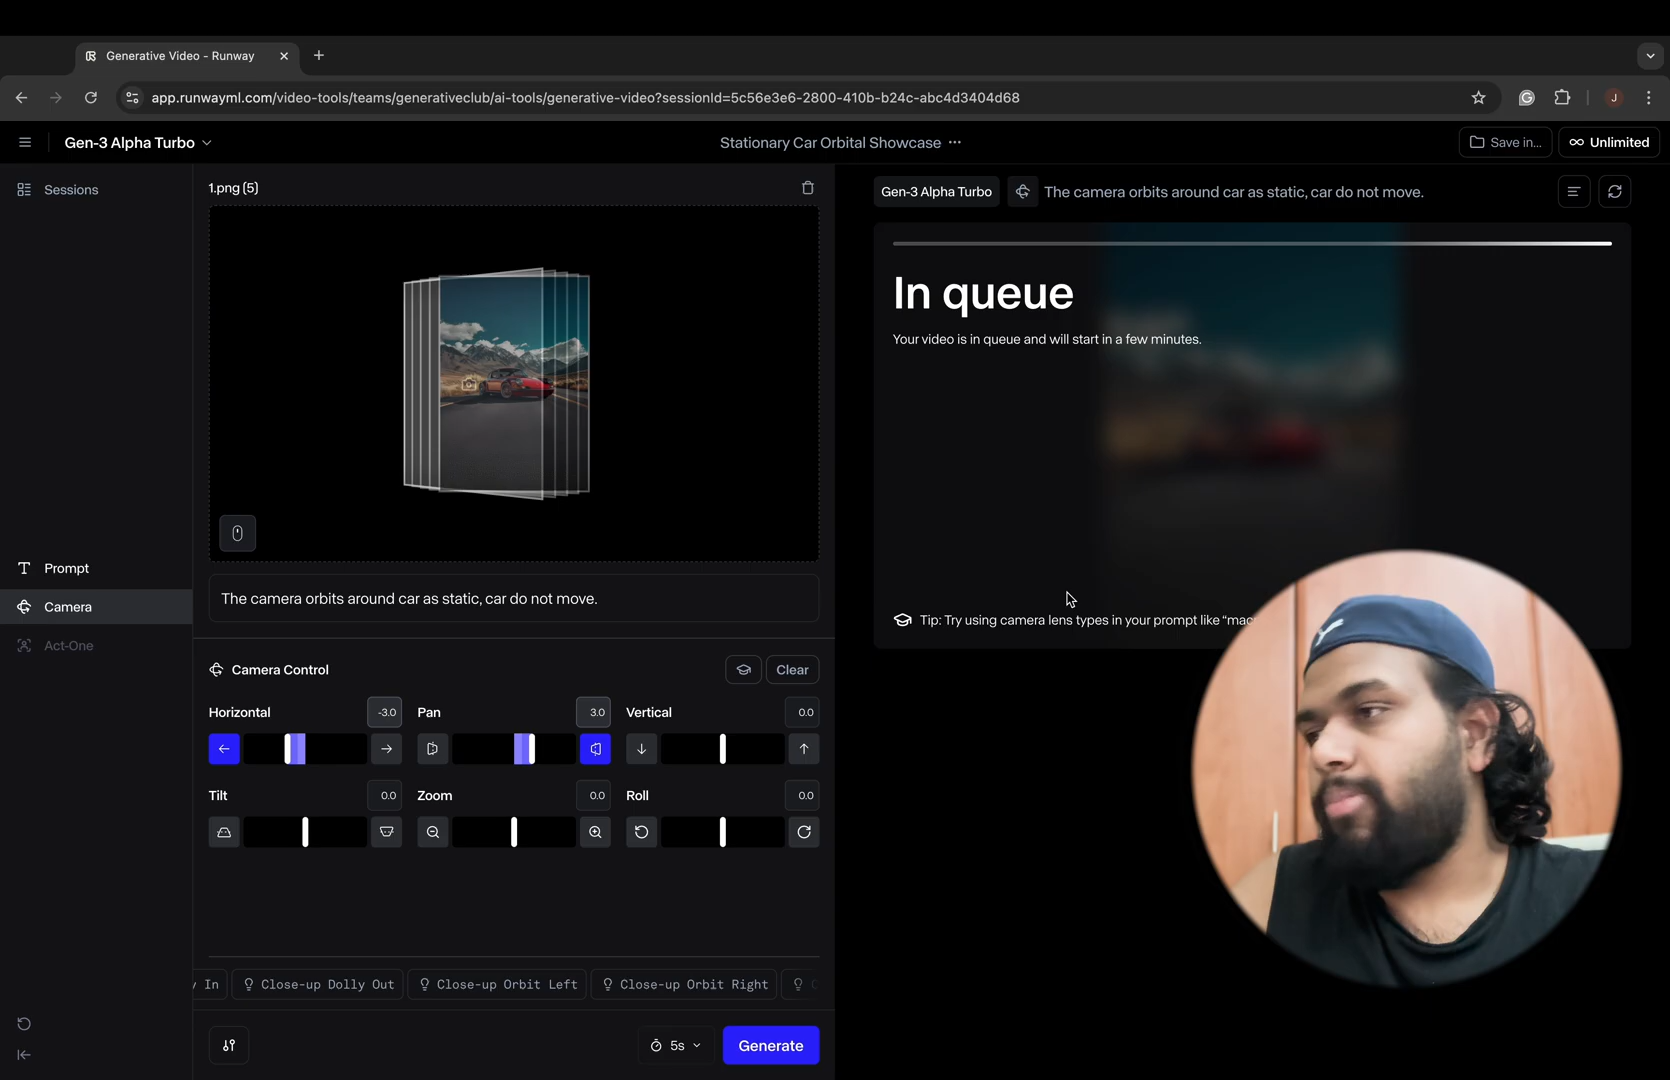 Generative Video - Runway
app.runwayml.com/video-tools/teams/generativeclub/ai-tools/generative-video?sessionId=5c56e3e6-2800-410b-b24c-abc4d3404d68
J
Gen-3 Alpha Turbo
Stationary Car Orbital Showcase
Save in...
Unlimited
Sessions
1.png (5)
Gen-3 Alpha Turbo
The camera orbits around car as static, car do not move.
In queue
Your video is in queue and will start in a few minutes.
Prompt
Camera
Act-One
The camera orbits around car as static, car do not move.
Tip: Try using camera lens types in your prompt like “mac
Camera Control
Clear
Horizontal
-3.0
Pan
3.0
Vertical
0.0
Tilt
0.0
Zoom
0.0
Roll
0.0
In
Close-up Dolly Out
Close-up Orbit Left
Close-up Orbit Right
5s
Generate